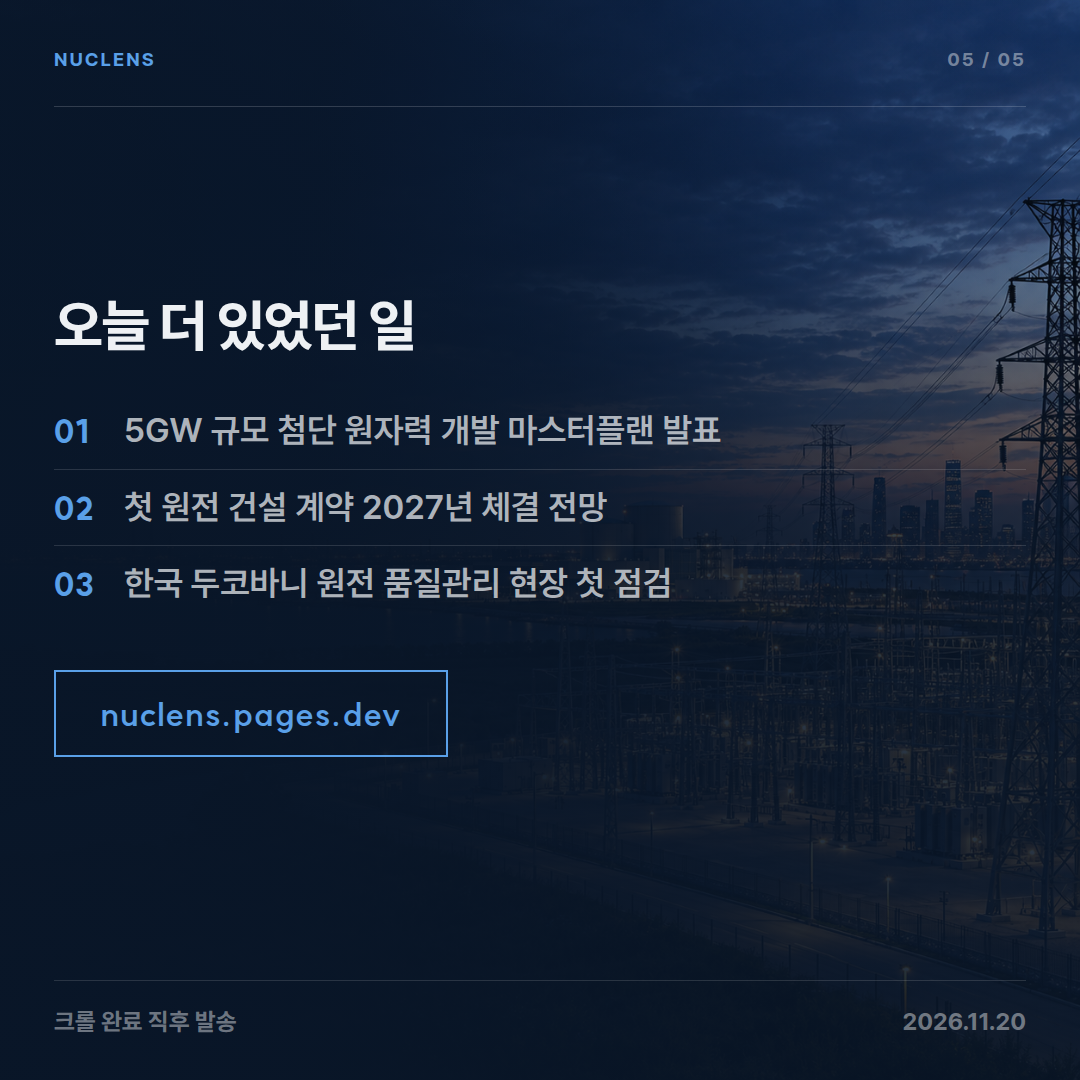 NUCLENS
05 / 05
오늘 더 있었던 일
01 5GW 규모 첨단 원자력 개발 마스터플랜 발표
02 첫 원전 건설 계약 2027년 체결 전망
03 한국 두코바니 원전 품질관리 현장 첫 점검
nuclens.pages.dev
크롤 완료 직후 발송
2026.11.20